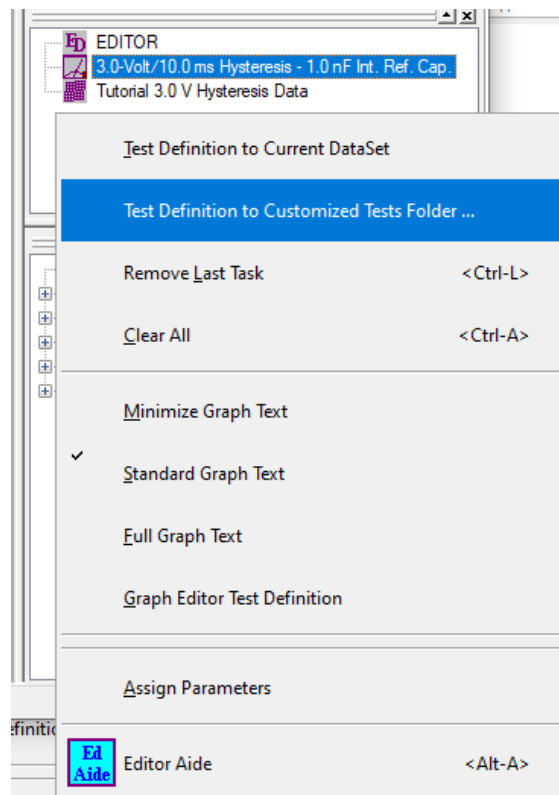 ED EDITOR
3.0-Volt/10.0 ms Hysteresis - 1.0 nF Int. Ref. Cap.
Tutorial 3.0 V Hysteresis Data
Test Definition to Current DataSet
Test Definition to Customized Tests Folder ...
Remove Last Task <Ctrl-L>
Clear All <Ctrl-A>
Minimize Graph Text
Standard Graph Text
Full Graph Text
Graph Editor Test Definition
Assign Parameters
Ed Aide Editor Aide <Alt-A>